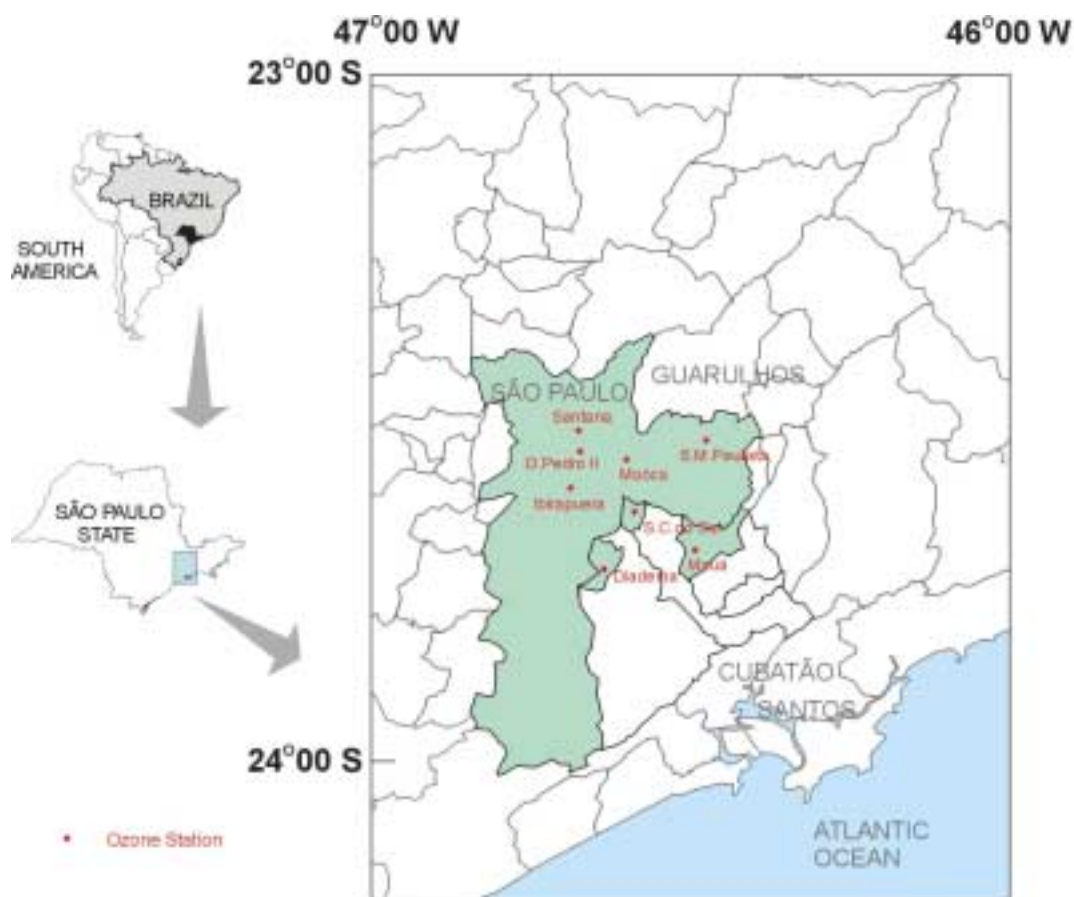 47°00 W
46°00 W
23°00 S
BRAZIL
SOUTH
AMERICA
SÃO PAULO
GUARULHOS
Santana
D.Pedro II
Moóca
S.M.Paulista
Ibirapuera
SÃO PAULO
STATE
S.C.do Sul
Mauá
Diadema
CUBATÃO
SANTOS
24°00 S
Ozone Station
ATLANTIC
OCEAN